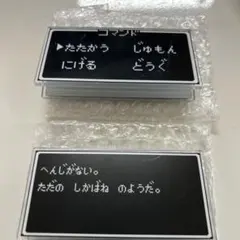 コマンド
▶たたかう　じゅもん
にげる　どうぐ
へんじがない。
ただの　しかばね　のようだ。